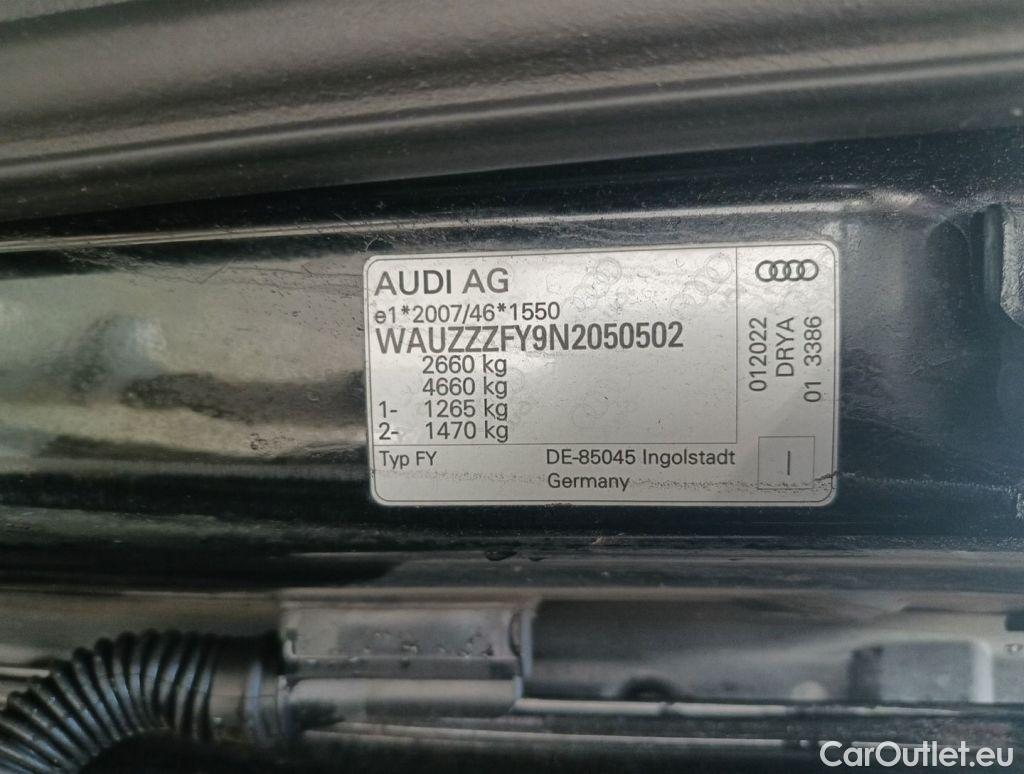 AUDI AG
e1*2007/46*1550
WAUZZZFY9N2050502
2660 kg
4660 kg
1- 1265 kg
2- 1470 kg
Typ FY
DE-85045 Ingolstadt
Germany
012022
DRYA
01 3386
I
CarOutlet.eu